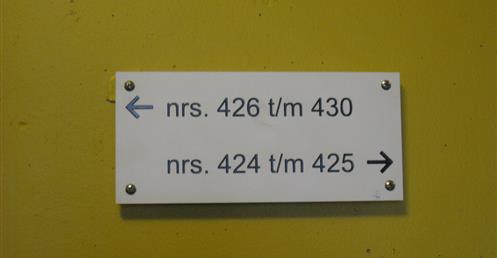 ← nrs. 426 t/m 430
nrs. 424 t/m 425 →